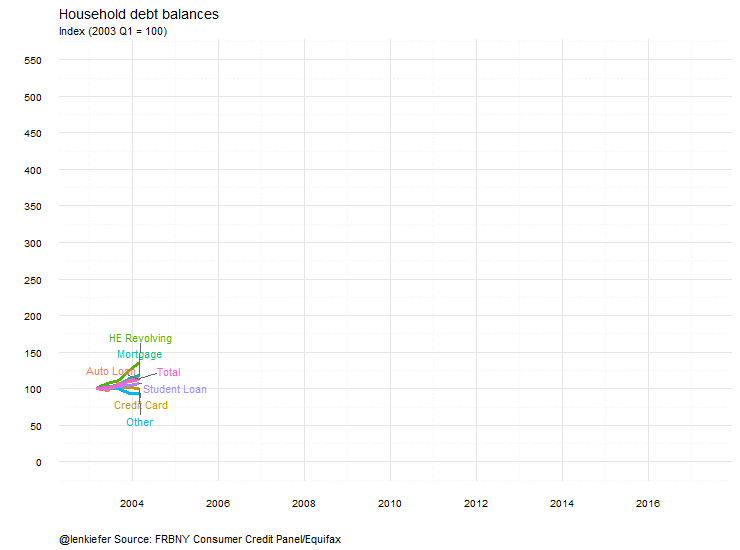 Household debt balances
Index (2003 Q1 = 100)
550
500
450
400
350
300
250
200
150
100
50
0
HE Revolving
Mortgage
Auto Loan
Total
Student Loan
Credit Card
Other
2004 2006 2008 2010 2012 2014 2016
@lenkiefer Source: FRBNY Consumer Credit Panel/Equifax